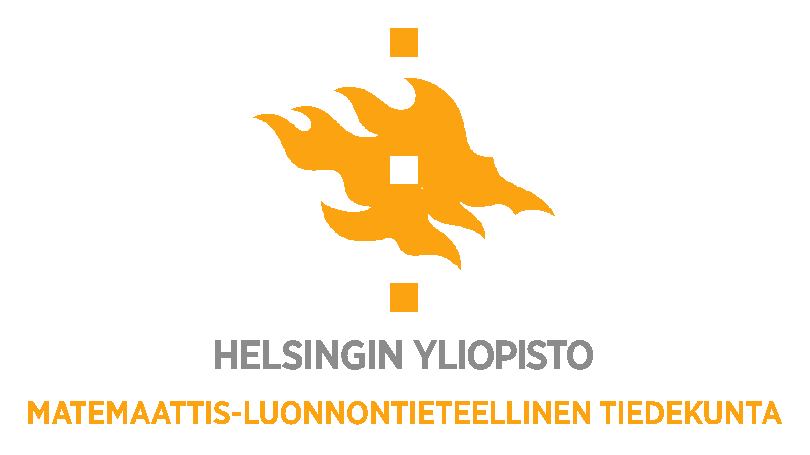 HELSINGIN YLIOPISTO
MATEMAATTIS-LUONNONTIETEELLINEN TIEDEKUNTA